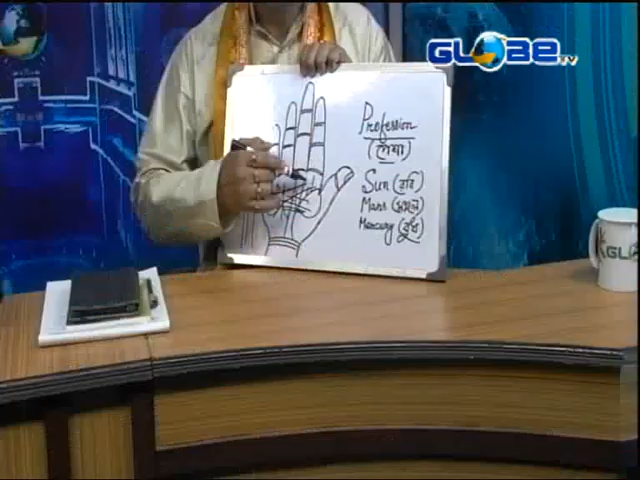 GLOBE TV
Profession
(পেশা)
Sun (রবি)
Mars (মঙ্গল)
Mercury (বুধ)